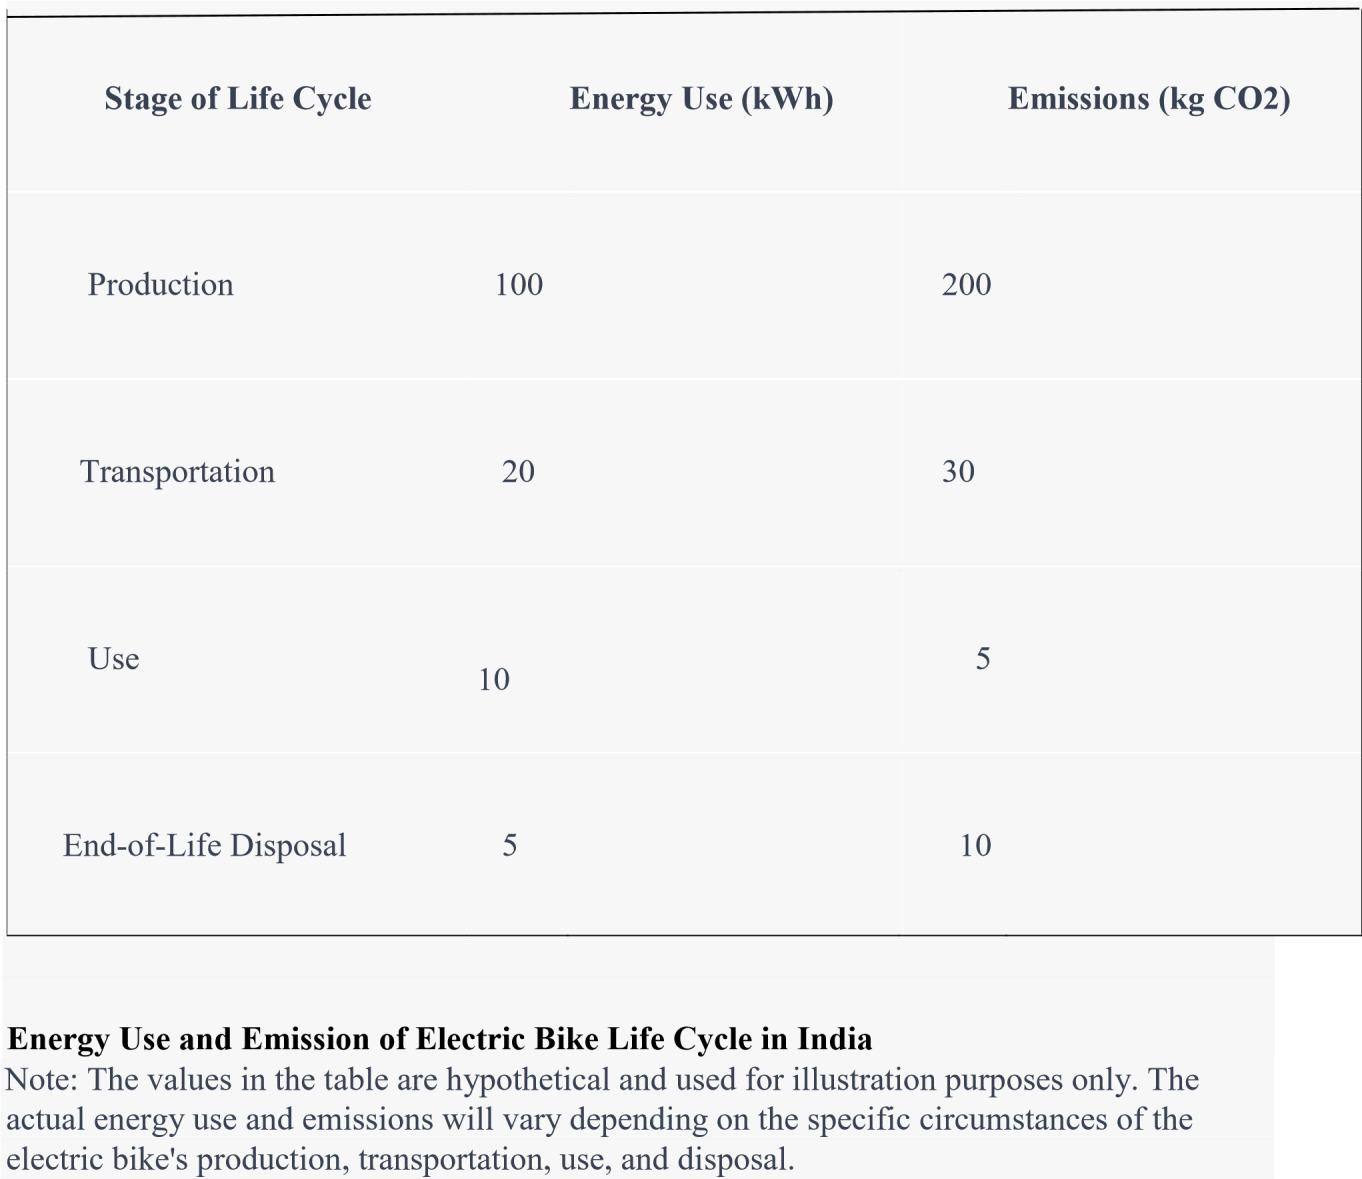 Stage of Life Cycle Energy Use (kWh) Emissions (kg CO2)
Production 100 200
Transportation 20 30
Use 10 5
End-of-Life Disposal 5 10
Energy Use and Emission of Electric Bike Life Cycle in India
Note: The values in the table are hypothetical and used for illustration purposes only. The
actual energy use and emissions will vary depending on the specific circumstances of the
electric bike's production, transportation, use, and disposal.